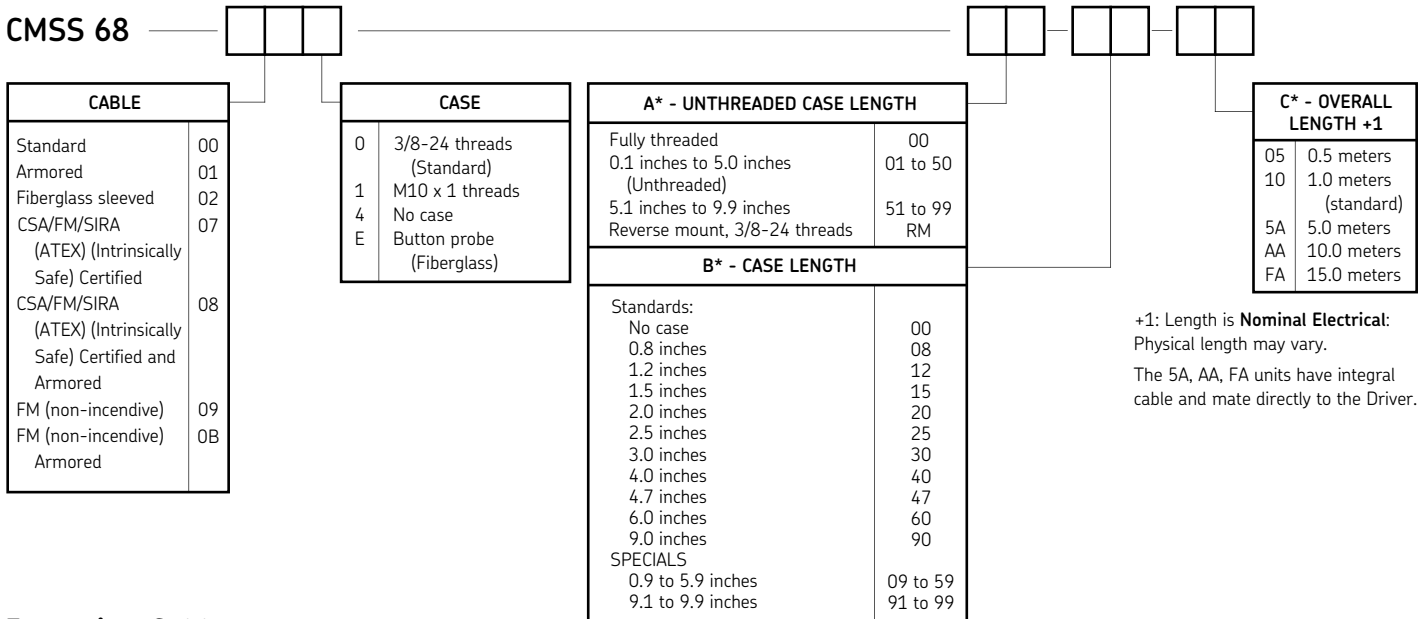 CMSS 68
CABLE
Standard 00
Armored 01
Fiberglass sleeved 02
CSA/FM/SIRA 07
(ATEX) (Intrinsically
Safe) Certified
CSA/FM/SIRA 08
(ATEX) (Intrinsically
Safe) Certified and
Armored
FM (non-incendive) 09
FM (non-incendive) 0B
Armored
CASE
0 3/8-24 threads
(Standard)
1 M10 x 1 threads
4 No case
E Button probe
(Fiberglass)
A* - UNTHREADED CASE LENGTH
Fully threaded 00
0.1 inches to 5.0 inches 01 to 50
(Unthreaded)
5.1 inches to 9.9 inches 51 to 99
Reverse mount, 3/8-24 threads RM
B* - CASE LENGTH
Standards:
No case 00
0.8 inches 08
1.2 inches 12
1.5 inches 15
2.0 inches 20
2.5 inches 25
3.0 inches 30
4.0 inches 40
4.7 inches 47
6.0 inches 60
9.0 inches 90
SPECIALS
0.9 to 5.9 inches 09 to 59
9.1 to 9.9 inches 91 to 99
C* - OVERALL
LENGTH +1
05 0.5 meters
10 1.0 meters
(standard)
5A 5.0 meters
AA 10.0 meters
FA 15.0 meters
+1: Length is Nominal Electrical:
Physical length may vary.
The 5A, AA, FA units have integral
cable and mate directly to the Driver.